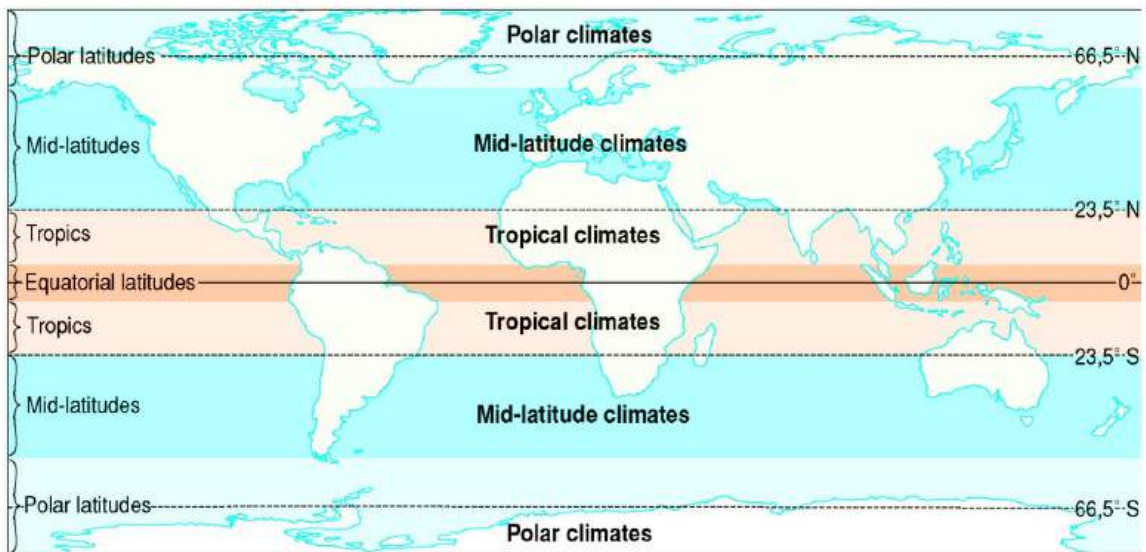 Polar climates
Polar latitudes 66,5° N
Mid-latitudes Mid-latitude climates
23,5° N
Tropics Tropical climates
Equatorial latitudes 0°
Tropics Tropical climates
23,5° S
Mid-latitudes Mid-latitude climates
Polar latitudes 66,5° S
Polar climates